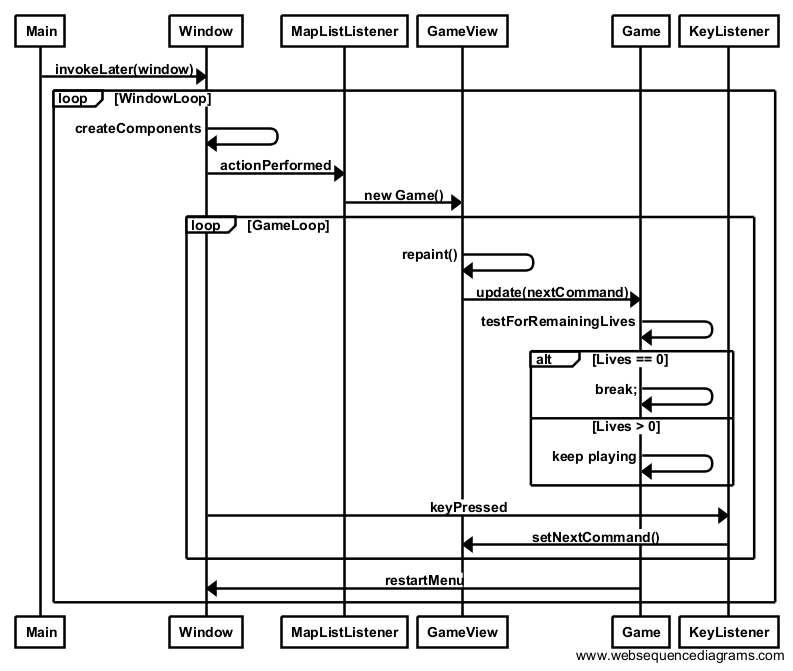 Main
Window
MapListListener
GameView
Game
KeyListener
invokeLater(window)
loop
[WindowLoop]
createComponents
actionPerformed
new Game()
loop
[GameLoop]
repaint()
update(nextCommand)
testForRemainingLives
alt
[Lives == 0]
break;
[Lives > 0]
keep playing
keyPressed
setNextCommand()
restartMenu
Main
Window
MapListListener
GameView
Game
KeyListener
www.websequencediagrams.com